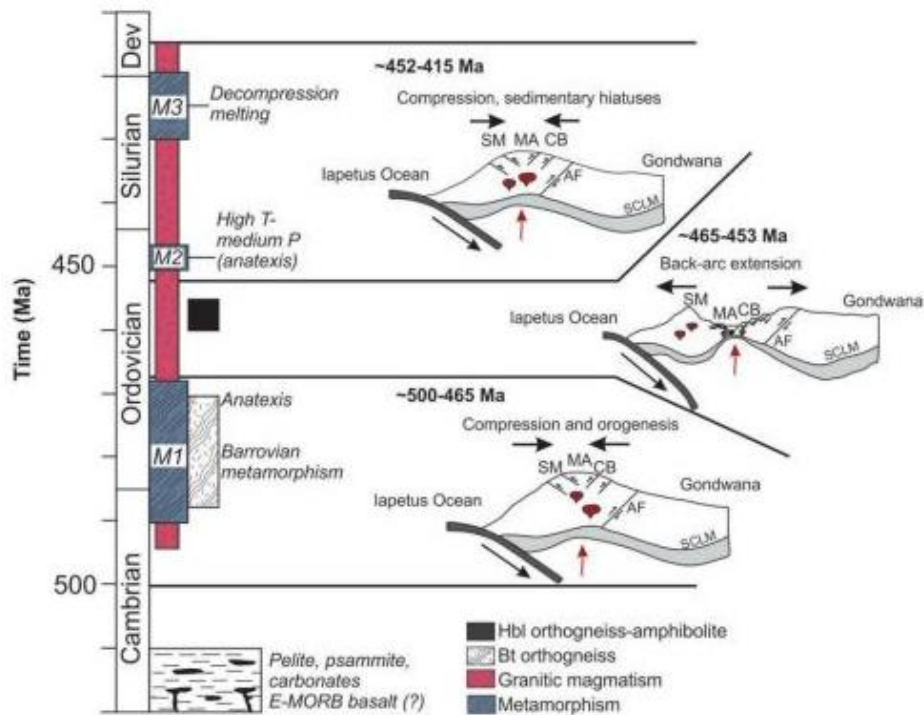 Time (Ma)
450
500
Dev
Silurian
Ordovician
Cambrian
M3
Decompression
melting
M2
High T-
medium P
(anatexis)
M1
Anatexis
Barrovian
metamorphism
Pelite, psammite,
carbonates
E-MORB basalt (?)
~452-415 Ma
Compression, sedimentary hiatuses
SM MA CB
Iapetus Ocean
Gondwana
AF
SCLM
~465-453 Ma
Back-arc extension
SM
MA CB
Gondwana
Iapetus Ocean
AF
SCLM
~500-465 Ma
Compression and orogenesis
SM MA CB
Iapetus Ocean
Gondwana
AF
SCLM
Hbl orthogneiss-amphibolite
Bt orthogneiss
Granitic magmatism
Metamorphism